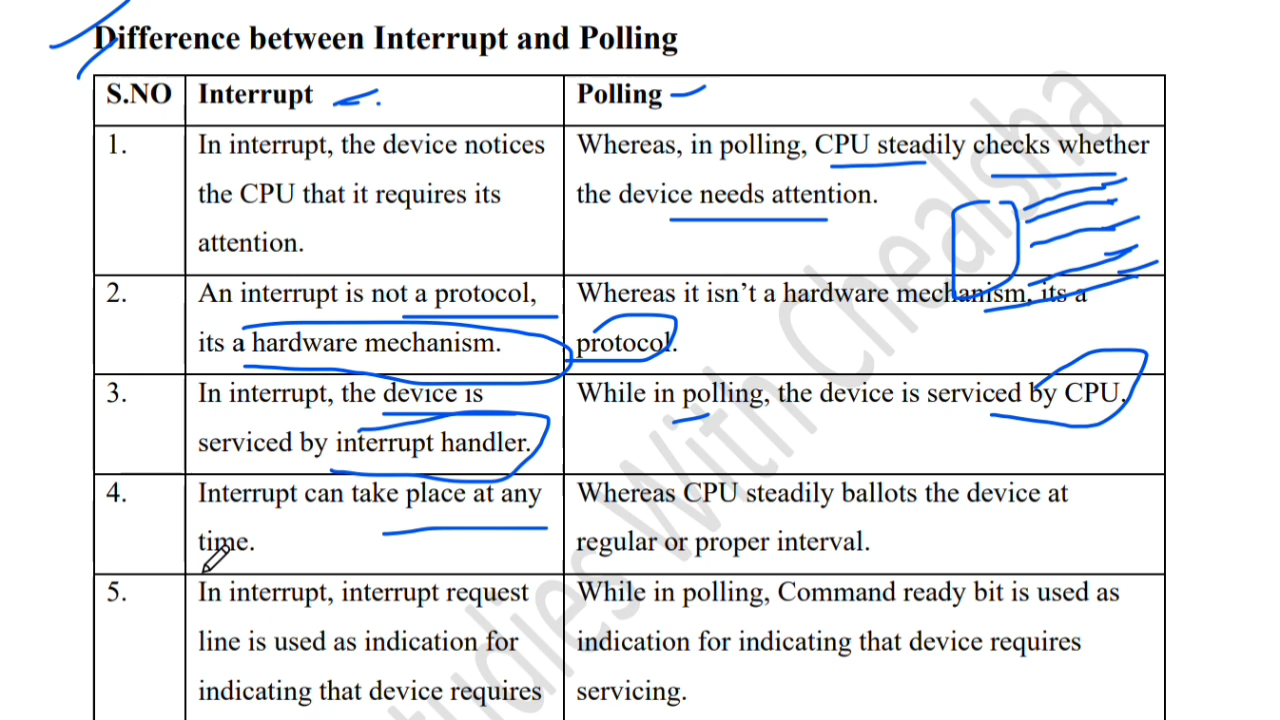 Difference between Interrupt and Polling
S.NO Interrupt Polling
1. In interrupt, the device notices
the CPU that it requires its
attention.
Whereas, in polling, CPU steadily checks whether
the device needs attention.
2. An interrupt is not a protocol,
its a hardware mechanism.
Whereas it isn't a hardware mechanism, its a
protocol.
3. In interrupt, the device is
serviced by interrupt handler.
While in polling, the device is serviced by CPU.
4. Interrupt can take place at any
time.
Whereas CPU steadily ballots the device at
regular or proper interval.
5. In interrupt, interrupt request
line is used as indication for
indicating that device requires
While in polling, Command ready bit is used as
indication for indicating that device requires
servicing.
tudies With Chealsha